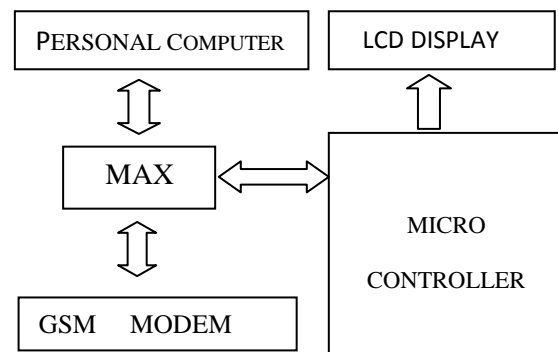 PERSONAL COMPUTER
LCD DISPLAY
MAX
MICRO
CONTROLLER
GSM MODEM